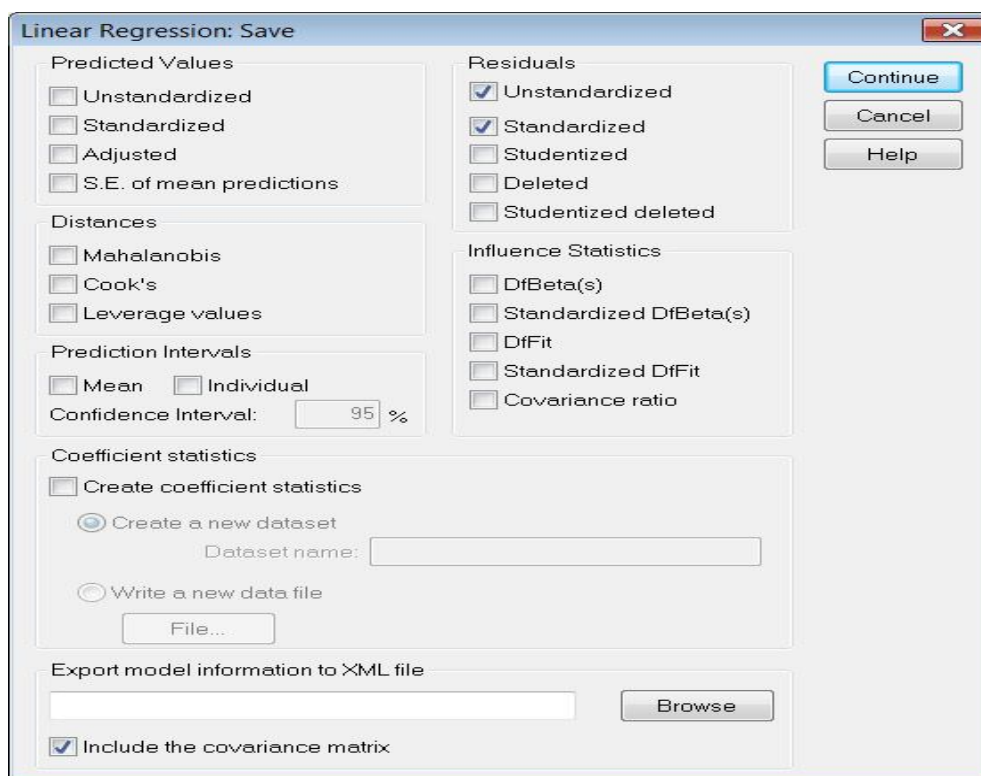 Linear Regression: Save
Predicted Values
Unstandardized
Standardized
Adjusted
S.E. of mean predictions
Distances
Mahalanobis
Cook's
Leverage values
Prediction Intervals
Mean Individual
Confidence Interval: 95 %
Residuals
Unstandardized
Standardized
Studentized
Deleted
Studentized deleted
Influence Statistics
DfBeta(s)
Standardized DfBeta(s)
DfFit
Standardized DfFit
Covariance ratio
Continue
Cancel
Help
Coefficient statistics
Create coefficient statistics
Create a new dataset
Dataset name:
Write a new data file
File...
Export model information to XML file
Browse
Include the covariance matrix